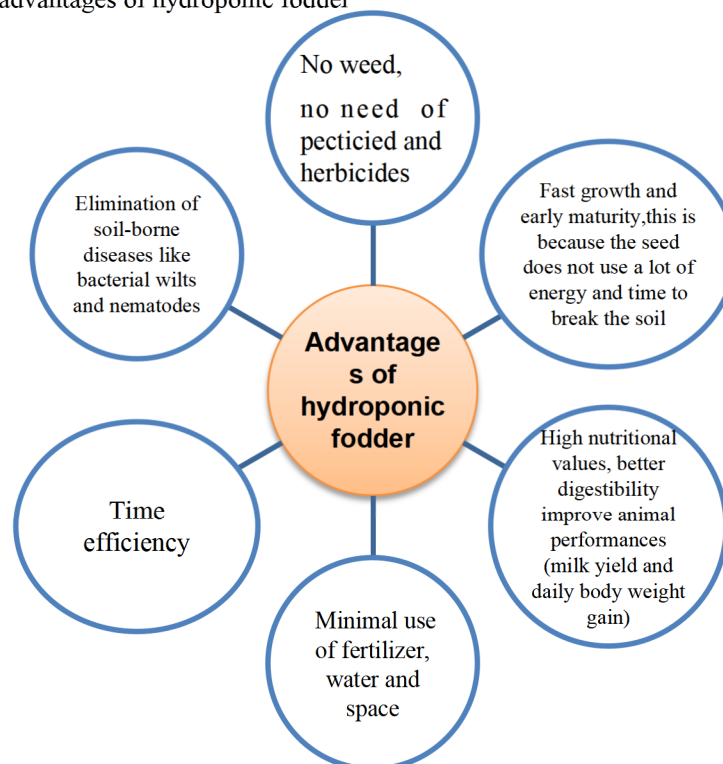 advantages of hydroponic fodder
No weed,
no need of
pecticied and
herbicides
Fast growth and
early maturity,this is
because the seed
does not use a lot of
energy and time to
break the soil
High nutritional
values, better
digestibility
improve animal
performances
(milk yield and
daily body weight
gain)
Minimal use
of fertilizer,
water and
space
Time
efficiency
Elimination of
soil-borne
diseases like
bacterial wilts
and nematodes
Advantage
s of
hydroponic
fodder